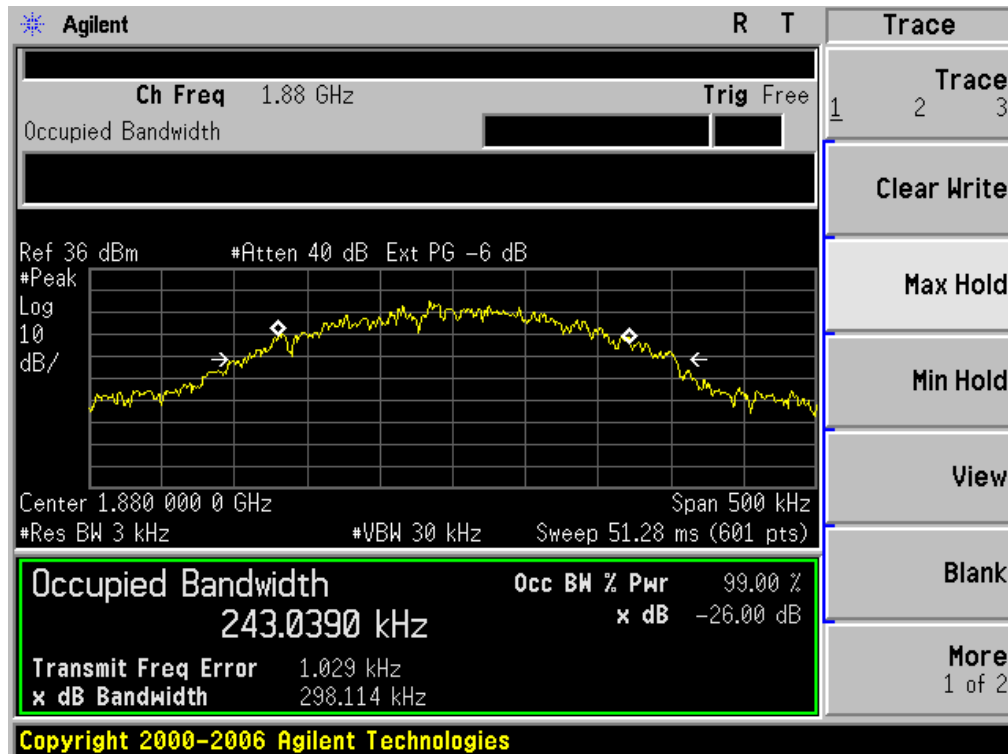 Agilent R T
Ch Freq 1.88 GHz Trig Free
Occupied Bandwidth
Ref 36 dBm #Atten 40 dB Ext PG -6 dB
#Peak
Log
10
dB/
Center 1.880 000 0 GHz Span 500 kHz
#Res BW 3 kHz #VBW 30 kHz Sweep 51.28 ms (601 pts)
Occupied Bandwidth Occ BW % Pwr 99.00 %
243.0390 kHz x dB -26.00 dB
Transmit Freq Error 1.029 kHz
x dB Bandwidth 298.114 kHz
Copyright 2000-2006 Agilent Technologies
Trace
Trace
1 2 3
Clear Write
Max Hold
Min Hold
View
Blank
More
1 of 2